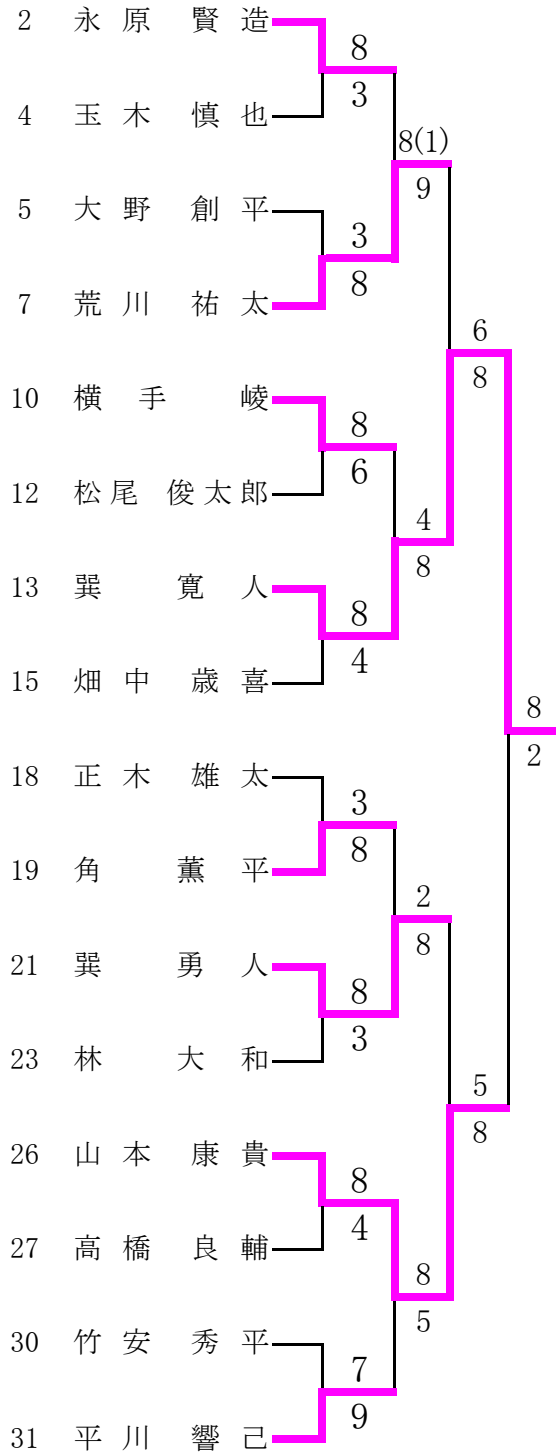 2 永原 賢造
8
3
4 玉木 慎也
8(1)
9
5 大野 創平
3
8
7 荒川 祐太
6
8
10 横手 崚
8
6
12 松尾 俊太郎
4
8
13 巽 寛人
8
4
15 畑中 歳喜
8
2
18 正木 雄太
3
8
19 角 薫平
2
8
21 巽 勇人
8
3
23 林 大和
5
8
26 山本 康貴
8
4
27 高橋 良輔
8
5
30 竹安 秀平
7
9
31 平川 響己